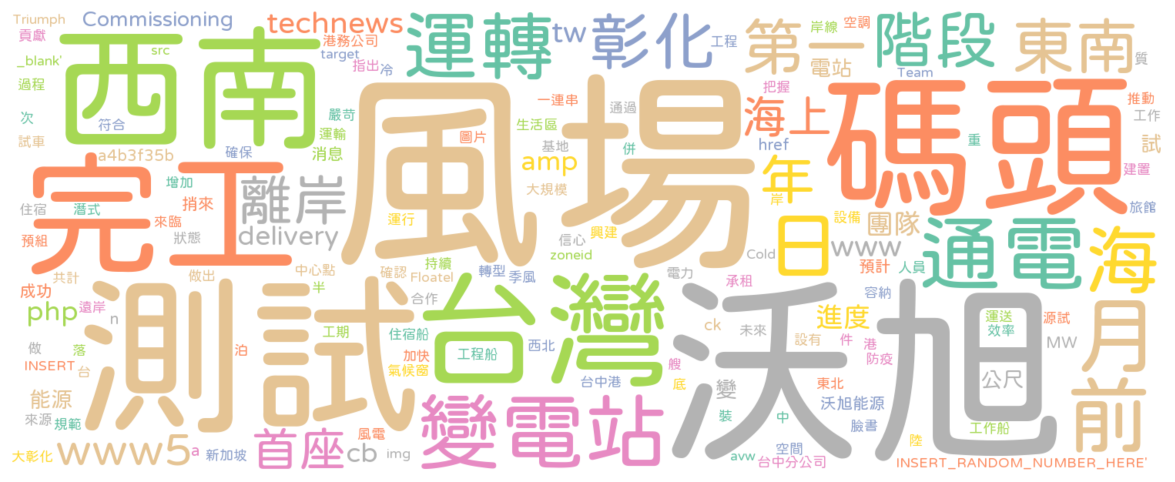 Triumph
Commissioning
technews
運轉
tw
彰化
工程
第一
電站
岸線
空調
階段
東南
質
貢獻
src
港務公司
target
指出
冷
_blank'
西南
過程
次
符合
試車
a4b3f35b
確保
嚴苛
運輸
消息
風場
圖片
一連串
生活區
基地
amp
大規模
通過
併
海上
把握
href
Team
碼頭
重
推動
工作
試
建置
旅館
完工
增加
捎來
住宿
潛式
來臨
預組
狀態
離岸
delivery
運行
信心
興建
zoneid
年
日
岸
設備
團隊
www
Cold
預計
人員
通電
海
共計
做出
中心點
半
確認
Floatel
持續
轉型
季風
電力
承租
容納
成功
遠岸
php
n
測試
合作
台灣
沃旭
ck
未來
設有
進度
件
港
防疫
運送
效率
源試
MW
月
前
做
落
泊
工期
住宿船
工程船
加快
氣候窗
西北
台中港
艘
底
變
東北
公尺
INSERT
台
能源
來源
規範
大彰化
www5
a
新加坡
首座
風電
cb
img
變電站
裝
中
avw
沃旭能源
臉書
空間
台中分公司
陸
工作船
INSERT_RANDOM_NUMBER_HERE'